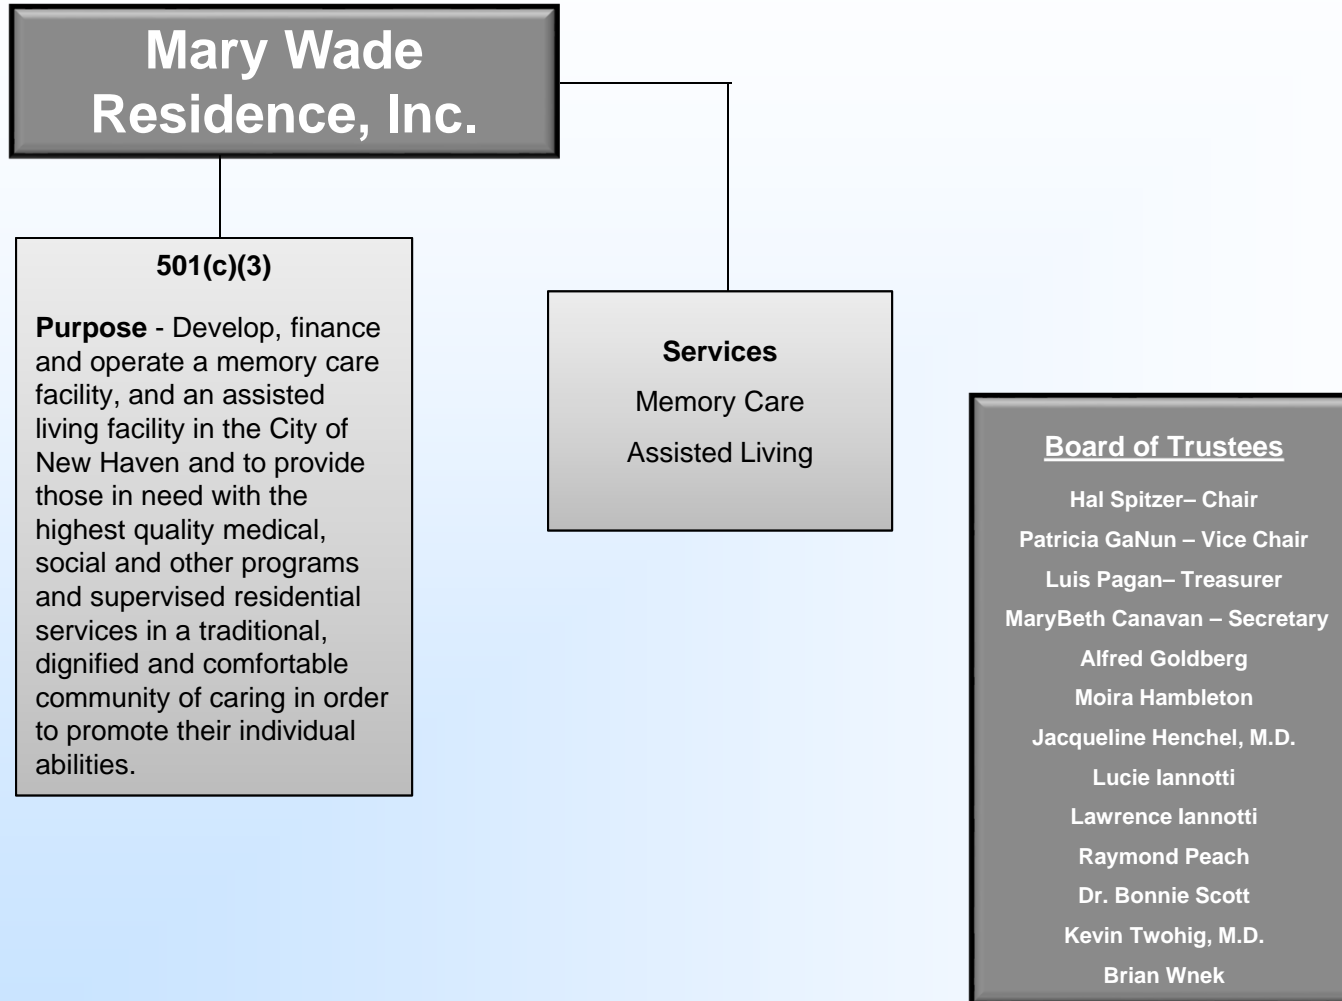 Mary Wade
Residence, Inc.
501(c)(3)
Purpose - Develop, finance
and operate a memory care
facility, and an assisted
living facility in the City of
New Haven and to provide
those in need with the
highest quality medical,
social and other programs
and supervised residential
services in a traditional,
dignified and comfortable
community of caring in order
to promote their individual
abilities.
Services
Memory Care
Assisted Living
Board of Trustees
Hal Spitzer– Chair
Patricia GaNun – Vice Chair
Luis Pagan– Treasurer
MaryBeth Canavan – Secretary
Alfred Goldberg
Moira Hambleton
Jacqueline Henchel, M.D.
Lucie Iannotti
Lawrence Iannotti
Raymond Peach
Dr. Bonnie Scott
Kevin Twohig, M.D.
Brian Wnek